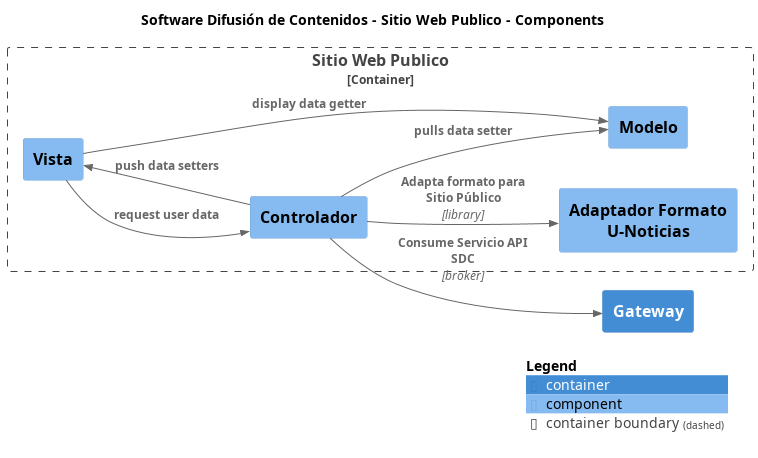 Software Difusión de Contenidos - Sitio Web Publico - Components
Sitio Web Publico
[Container]
display data getter
Modelo
pulls data setter
Vista
push data setters
Adapta formato para
Sitio Público
[library]
request user data
Controlador
Adaptador Formato
U-Noticias
Consume Servicio API
SDC
[broker]
Gateway
Legend
container
component
container boundary (dashed)